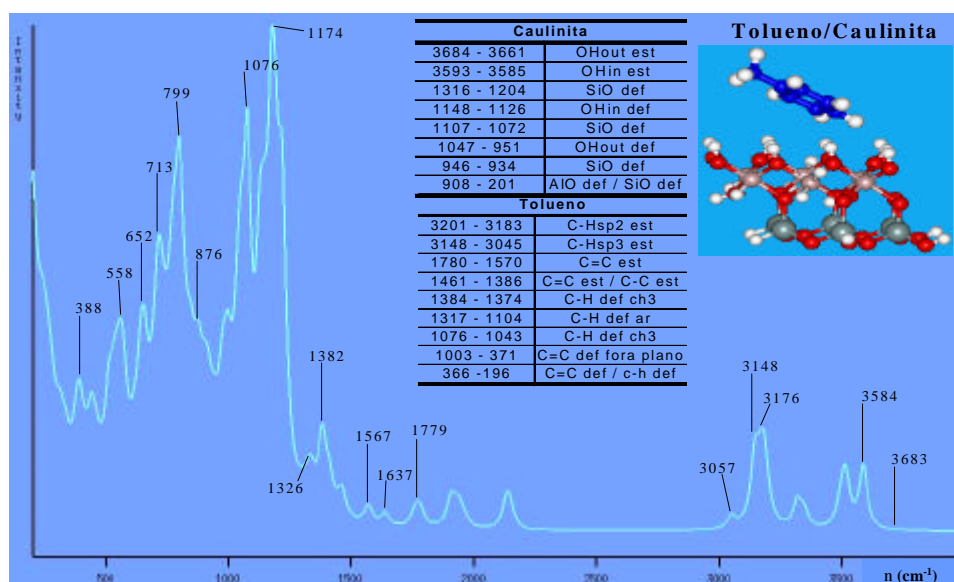 Intensity
Tolueno/Caulinita
Caulinita
3684 - 3661 OHout est
3593 - 3585 OHin est
1316 - 1204 SiO def
1148 - 1126 OHin def
1107 - 1072 SiO def
1047 - 951 OHout def
946 - 934 SiO def
908 - 201 AlO def / SiO def
Tolueno
3201 - 3183 C-Hsp2 est
3148 - 3045 C-Hsp3 est
1780 - 1570 C=C est
1461 - 1386 C=C est / C-C est
1384 - 1374 C-H def ch3
1317 - 1104 C-H def ar
1076 - 1043 C-H def ch3
1003 - 371 C=C def fora plano
366 -196 C=C def / c-h def
388
558
652
713
799
876
1076
1174
1326
1382
1567
1637
1779
3057
3148
3176
3584
3683
500
1000
1500
2000
2500
3000
3500
n (cm-1)